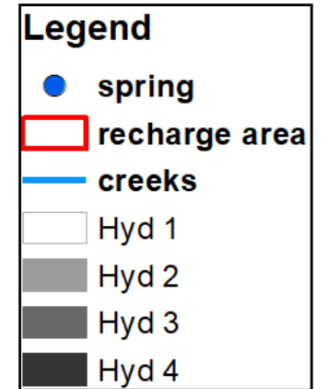 Legend
spring
recharge area
creeks
Hyd 1
Hyd 2
Hyd 3
Hyd 4